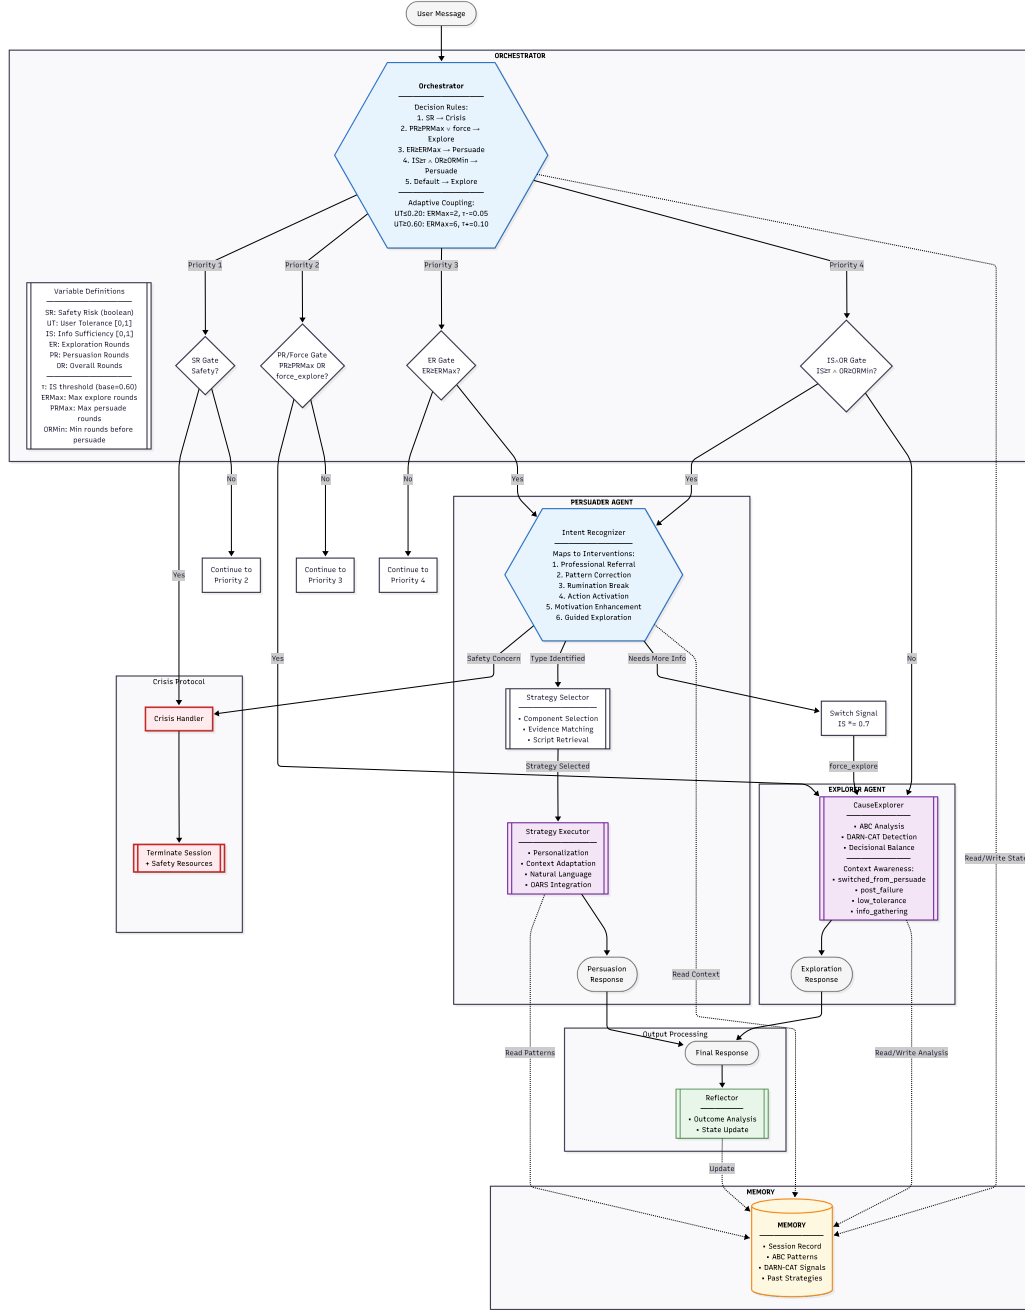 User Message
ORCHESTRATOR
Orchestrator
Decision Rules:
1. SR → Crisis
2. PR≥PRMax ∨ force →
Explore
3. ER≥ERMax → Persuade
4. IS≥τ ∧ OR≥ORMin →
Persuade
5. Default → Explore
Adaptive Coupling:
UT≤0.20: ERMax=2, τ-=0.05
UT≥0.60: ERMax=6, τ+=0.10
Priority 1
Priority 2
Priority 3
Priority 4
Variable Definitions
SR: Safety Risk (boolean)
UT: User Tolerance [0,1]
IS: Info Sufficiency [0,1]
ER: Exploration Rounds
PR: Persuasion Rounds
OR: Overall Rounds
τ: IS threshold (base=0.60)
ERMax: Max explore rounds
PRMax: Max persuade
rounds
ORMin: Min rounds before
persuade
SR Gate
Safety?
PR/Force Gate
PR≥PRMax OR
force_explore?
ER Gate
ER≥ERMax?
IS∧OR Gate
IS≥τ ∧ OR≥ORMin?
No
No
No
Yes
Yes
PERSUADER AGENT
Intent Recognizer
Maps to Interventions:
1. Professional Referral
2. Pattern Correction
3. Rumination Break
4. Action Activation
5. Motivation Enhancement
6. Guided Exploration
Yes
Continue to
Priority 2
Continue to
Priority 3
Continue to
Priority 4
Yes
Safety Concern
Type Identified
Needs More Info
No
Crisis Protocol
Crisis Handler
Strategy Selector
• Component Selection
• Evidence Matching
• Script Retrieval
Switch Signal
IS *= 0.7
Strategy Selected
force_explore
EXPLORER AGENT
CauseExplorer
• ABC Analysis
• DARN-CAT Detection
• Decisional Balance
Context Awareness:
• switched_from_persuade
• post_failure
• low_tolerance
• info_gathering
Terminate Session
+ Safety Resources
Strategy Executor
• Personalization
• Context Adaptation
• Natural Language
• OARS Integration
Read/Write State
Persuasion
Response
Read Context
Exploration
Response
Output Processing
Final Response
Read Patterns
Read/Write Analysis
Reflector
• Outcome Analysis
• State Update
Update
MEMORY
MEMORY
• Session Record
• ABC Patterns
• DARN-CAT Signals
• Past Strategies